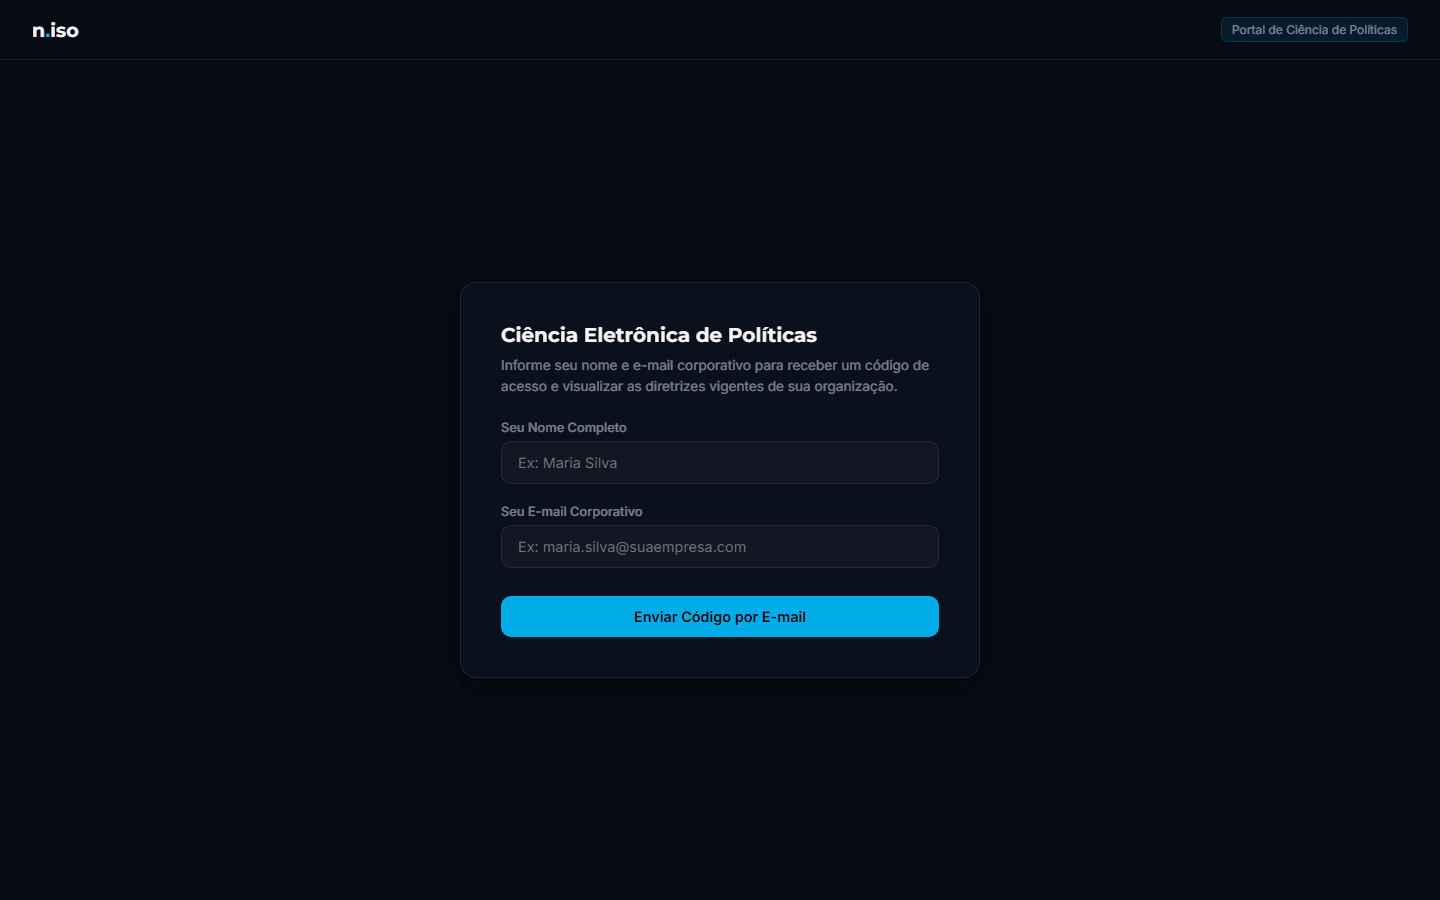 n.iso
Portal de Ciência de Políticas
Ciência Eletrônica de Políticas
Informe seu nome e e-mail corporativo para receber um código de
acesso e visualizar as diretrizes vigentes de sua organização.
Seu Nome Completo
Ex: Maria Silva
Seu E-mail Corporativo
Ex: maria.silva@suaempresa.com
Enviar Código por E-mail